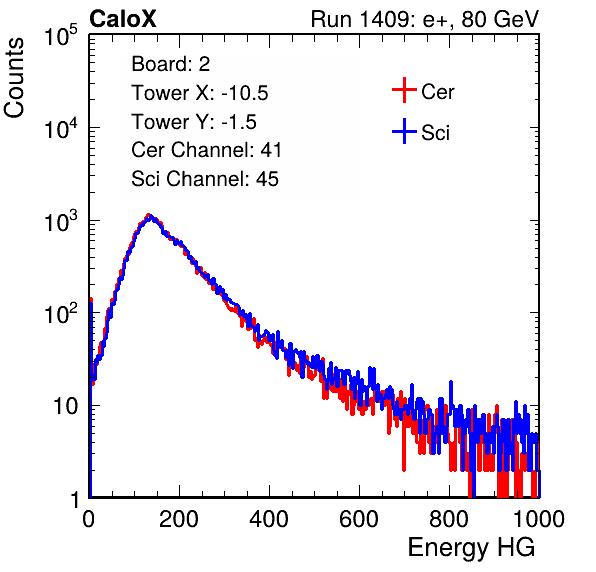 CaloX Run 1409: e+, 80 GeV
Counts
10^5
10^4
10^3
10^2
10
1
Board: 2
Tower X: -10.5
Tower Y: -1.5
Cer Channel: 41
Sci Channel: 45
Cer
Sci
0 200 400 600 800 1000
Energy HG